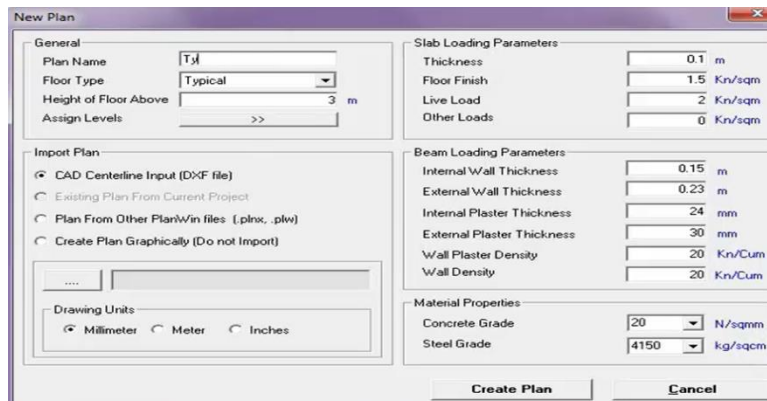 New Plan
General
Plan Name Ty
Floor Type Typical
Height of Floor Above 3 m
Assign Levels >>
Import Plan
CAD Centerline Input (DXF file)
Existing Plan From Current Project
Plan From Other PlanWin files (.plnx, .plw)
Create Plan Graphically (Do not Import)
....
Drawing Units
Millimeter Meter Inches
Slab Loading Parameters
Thickness 0.1 m
Floor Finish 1.5 Kn/sqm
Live Load 2 Kn/sqm
Other Loads 0 Kn/sqm
Beam Loading Parameters
Internal Wall Thickness 0.15 m
External Wall Thickness 0.23 m
Internal Plaster Thickness 24 mm
External Plaster Thickness 30 mm
Wall Plaster Density 20 Kn/Cum
Wall Density 20 Kn/Cum
Material Properties
Concrete Grade 20 N/sqmm
Steel Grade 4150 kg/sqcm
Create Plan Cancel